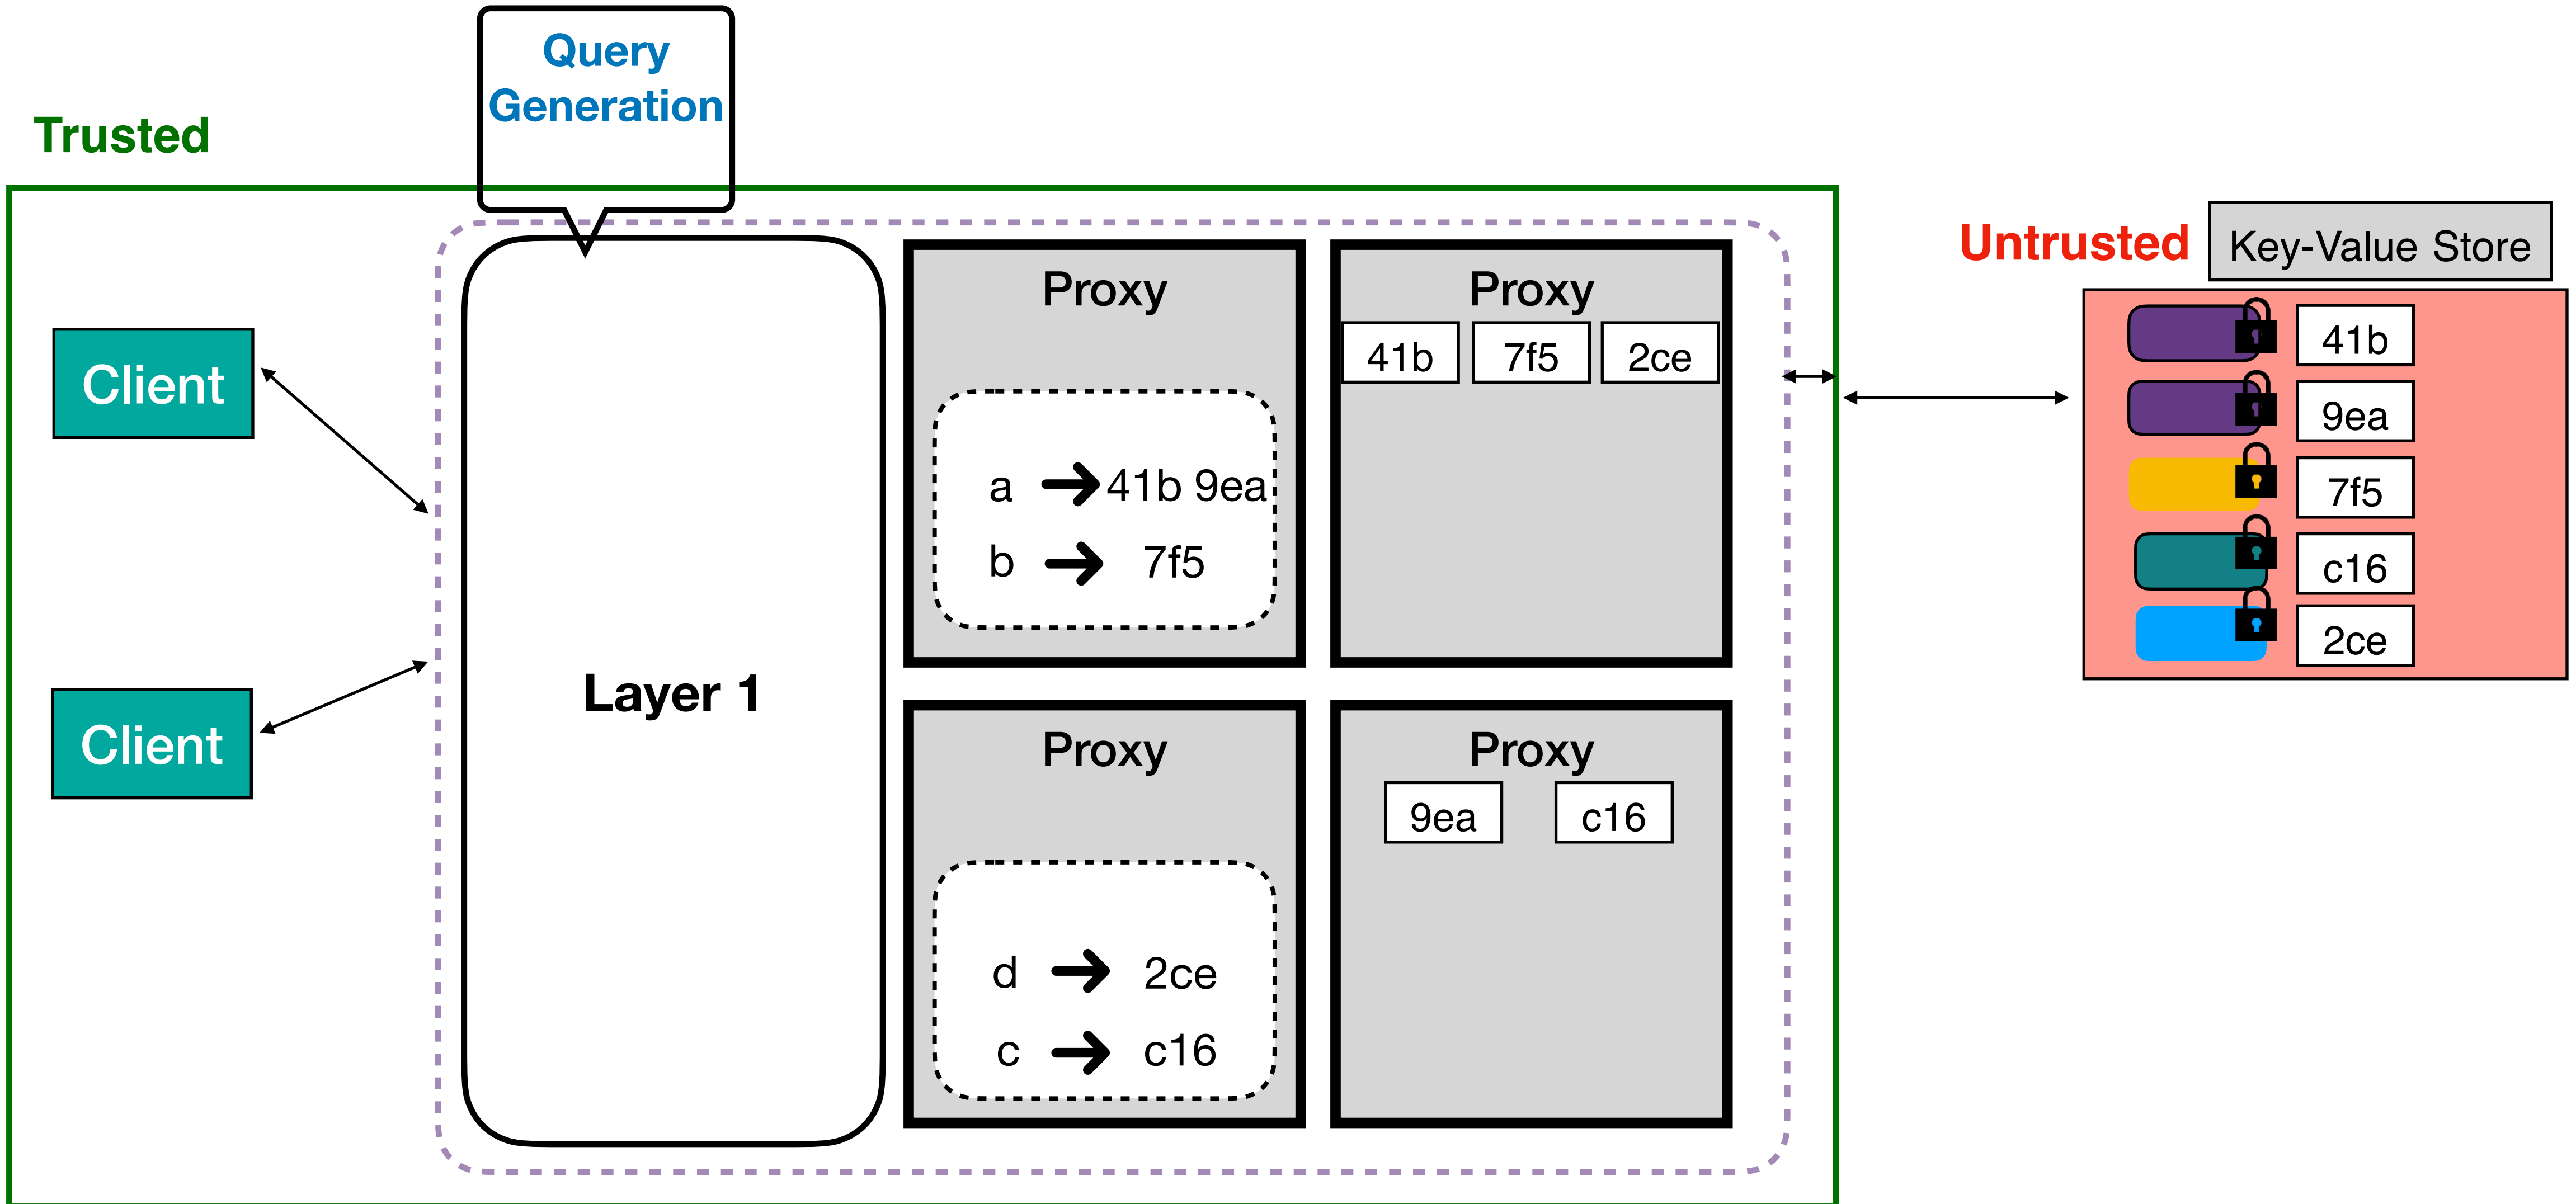 Query
Generation
Trusted
Untrusted
Key-Value Store
Client
Client
Layer 1
Proxy
a → 41b 9ea
b → 7f5
Proxy
41b 7f5 2ce
Proxy
d → 2ce
c → c16
Proxy
9ea c16
41b
9ea
7f5
c16
2ce